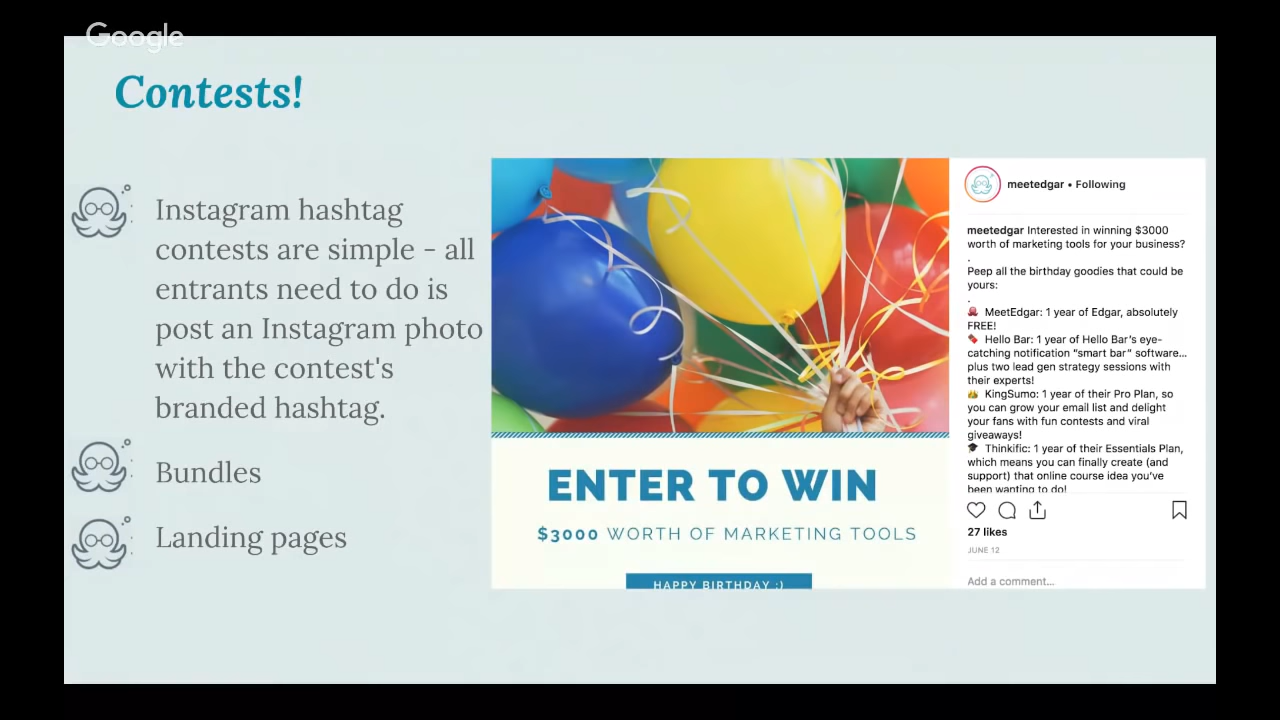 Google
Contests!
Instagram hashtag
contests are simple - all
entrants need to do is
post an Instagram photo
with the contest's
branded hashtag.
Bundles
Landing pages
ENTER TO WIN
$3000 WORTH OF MARKETING TOOLS
HAPPY BIRTHDAY :)
meetedgar • Following
meetedgar Interested in winning $3000
worth of marketing tools for your business?
.
Peep all the birthday goodies that could be
yours:
.
MeetEdgar: 1 year of Edgar, absolutely
FREE!
Hello Bar: 1 year of Hello Bar's eye-
catching notification “smart bar” software...
plus two lead gen strategy sessions with
their experts!
KingSumo: 1 year of their Pro Plan, so
you can grow your email list and delight
your fans with fun contests and viral
giveaways!
Thinkific: 1 year of their Essentials Plan,
which means you can finally create (and
support) that online course idea you've
been wanting to do!
27 likes
JUNE 12
Add a comment...